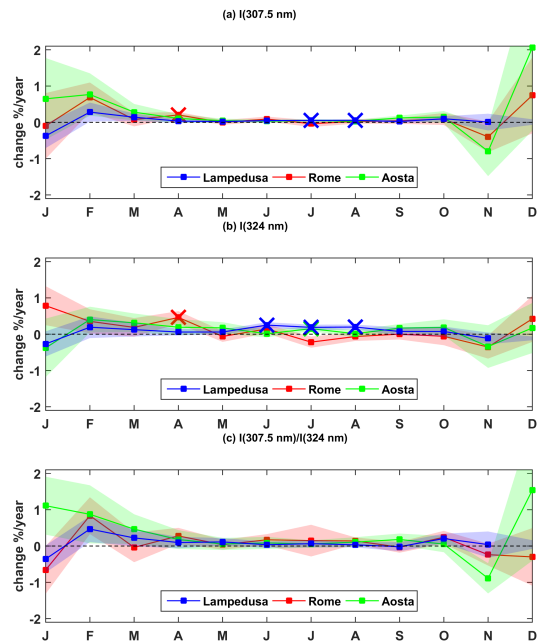 (a) I(307.5 nm)
change %/year
2
1
0
-1
-2
Lampedusa Rome Aosta
J F M A M J J A S O N D
(b) I(324 nm)
change %/year
2
1
0
-1
-2
Lampedusa Rome Aosta
J F M A M J J A S O N D
(c) I(307.5 nm)/I(324 nm)
change %/year
2
1
0
-1
-2
Lampedusa Rome Aosta
J F M A M J J A S O N D